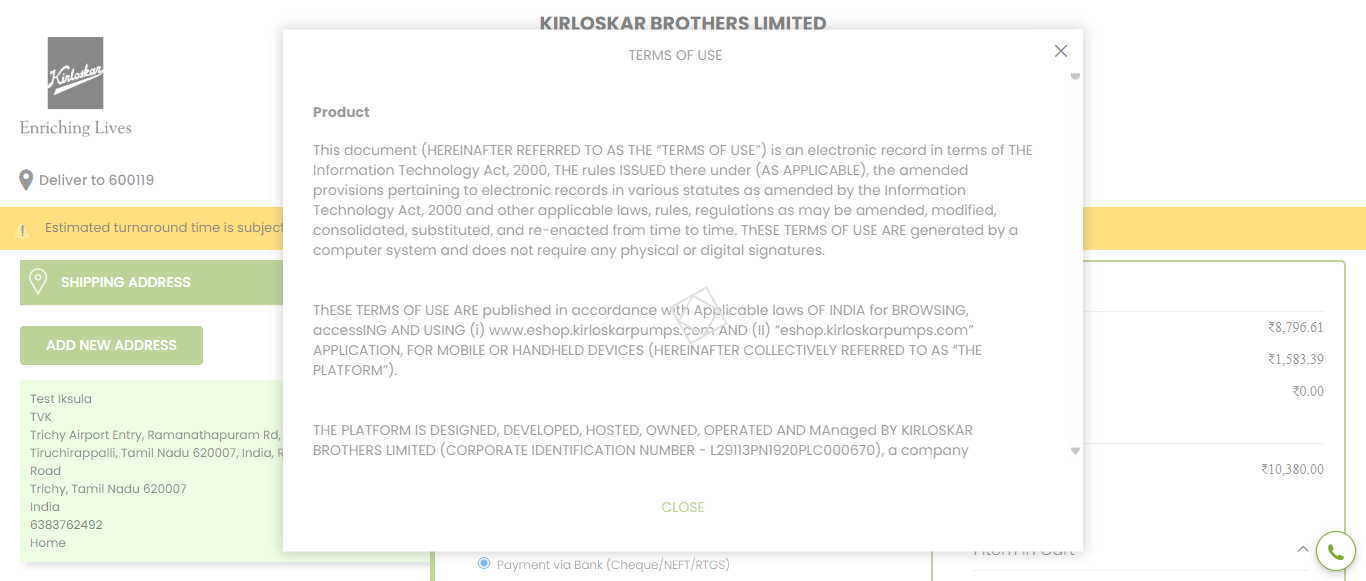 KIRLOSKAR BROTHERS LIMITED
Kirloskar
Enriching Lives
Deliver to 600119
Estimated turnaround time is subject
SHIPPING ADDRESS
ADD NEW ADDRESS
Test Iksula
TVK
Trichy Airport Entry, Ramanathapuram Rd,
Tiruchirappalli, Tamil Nadu 620007, India, R
Road
Trichy, Tamil Nadu 620007
India
6383762492
Home
TERMS OF USE
Product
This document (HEREINAFTER REFERRED TO AS THE “TERMS OF USE”) is an electronic record in terms of THE
Information Technology Act, 2000, THE rules ISSUED there under (AS APPLICABLE), the amended
provisions pertaining to electronic records in various statutes as amended by the Information
Technology Act, 2000 and other applicable laws, rules, regulations as may be amended, modified,
consolidated, substituted, and re-enacted from time to time. ThESE TERMS OF USE ARE generated by a
computer system and does not require any physical or digital signatures.
ThESE TERMS OF USE ARE published in accordance with Applicable laws OF INDIA for BROWSING,
accessING AND USING (i) www.eshop.kirloskarpumps.com AND (II) “eshop.kirloskarpumps.com”
APPLICATION, FOR MOBILE OR HANDHELD DEVICES (HEREINAFTER COLLECTIVELY REFERRED TO AS “THE
PLATFORM”).
THE PLATFORM IS DESIGNED, DEVELOPED, HOSTED, OWNED, OPERATED AND MAnaged BY KIRLOSKAR
BROTHERS LIMITED (CORPORATE IDENTIFICATION NUMBER - L29113PN1920PLC000670), a company
CLOSE
Payment via Bank (Cheque/NEFT/RTGS)
₹8,796.61
₹1,583.39
₹0.00
₹10,380.00
1 Item in Cart